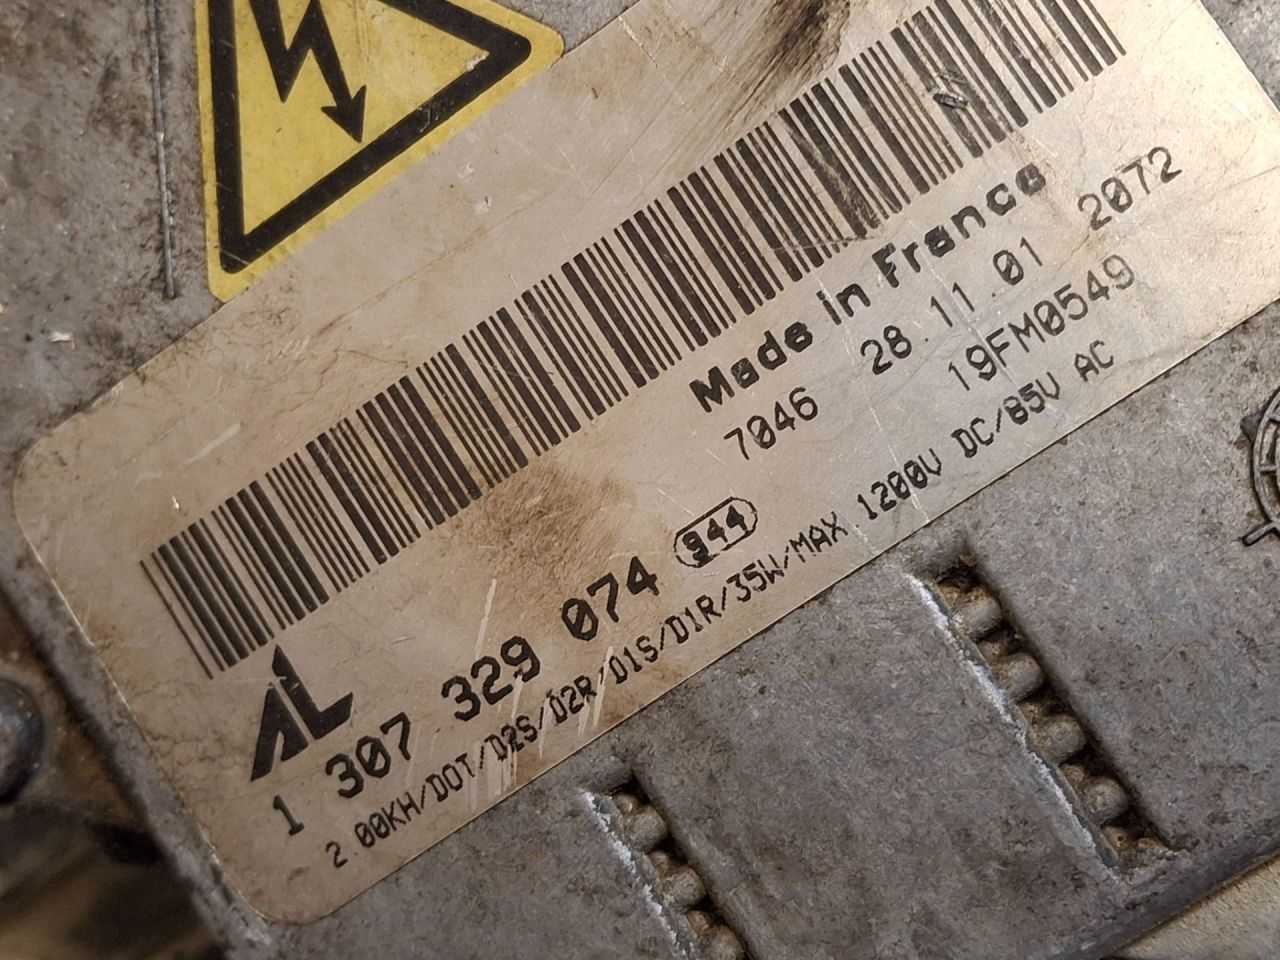 Made in France
7046 28.11.01 2072
19FM0549
AL
1 307 329 074 944
2.00KH/DOT/D2S/D2R/D1S/D1R/35W/MAX 1200V DC/85V AC